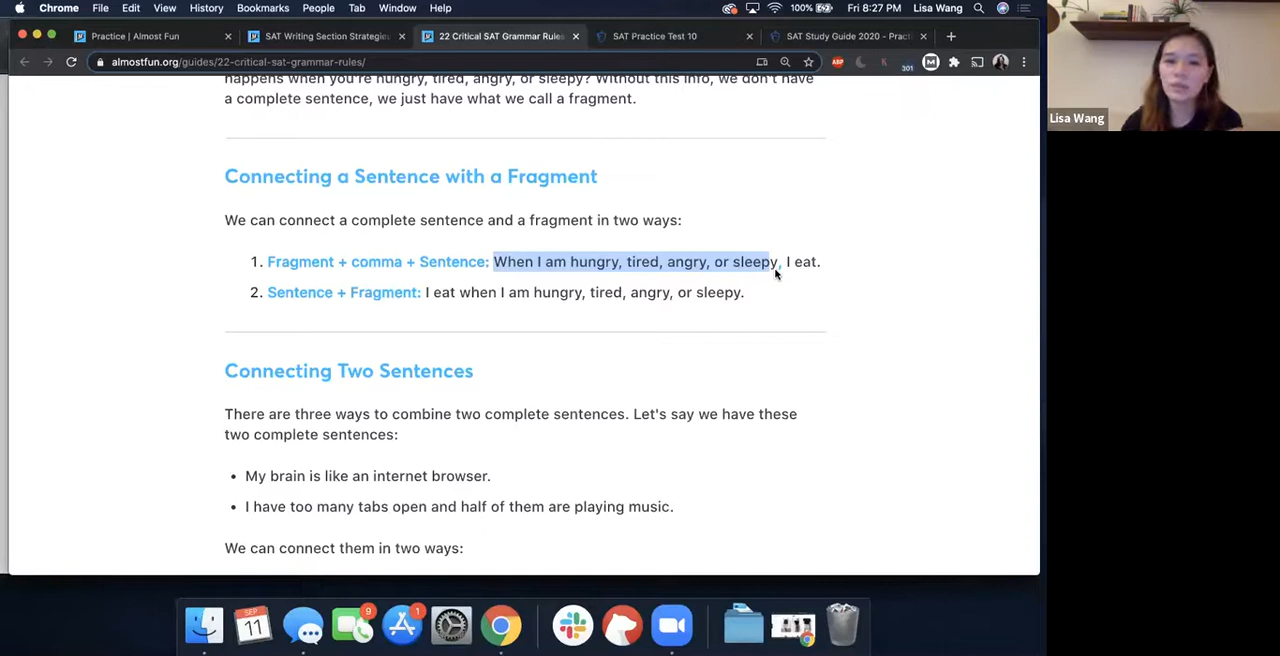 Chrome File Edit View History Bookmarks People Tab Window Help 100% Fri 8:27 PM Lisa Wang
Practice | Almost Fun
SAT Writing Section Strategies
22 Critical SAT Grammar Rules
SAT Practice Test 10
SAT Study Guide 2020 - Practi
almostfun.org/guides/22-critical-sat-grammar-rules/
ABP
K
301
M
Lisa Wang
happens when you're hungry, tired, angry, or sleepy? Without this info, we don't have
a complete sentence, we just have what we call a fragment.
Connecting a Sentence with a Fragment
We can connect a complete sentence and a fragment in two ways:
1. Fragment + comma + Sentence: When I am hungry, tired, angry, or sleepy, I eat.
2. Sentence + Fragment: I eat when I am hungry, tired, angry, or sleepy.
Connecting Two Sentences
There are three ways to combine two complete sentences. Let's say we have these
two complete sentences:
• My brain is like an internet browser.
• I have too many tabs open and half of them are playing music.
We can connect them in two ways:
SEP
11
9
1